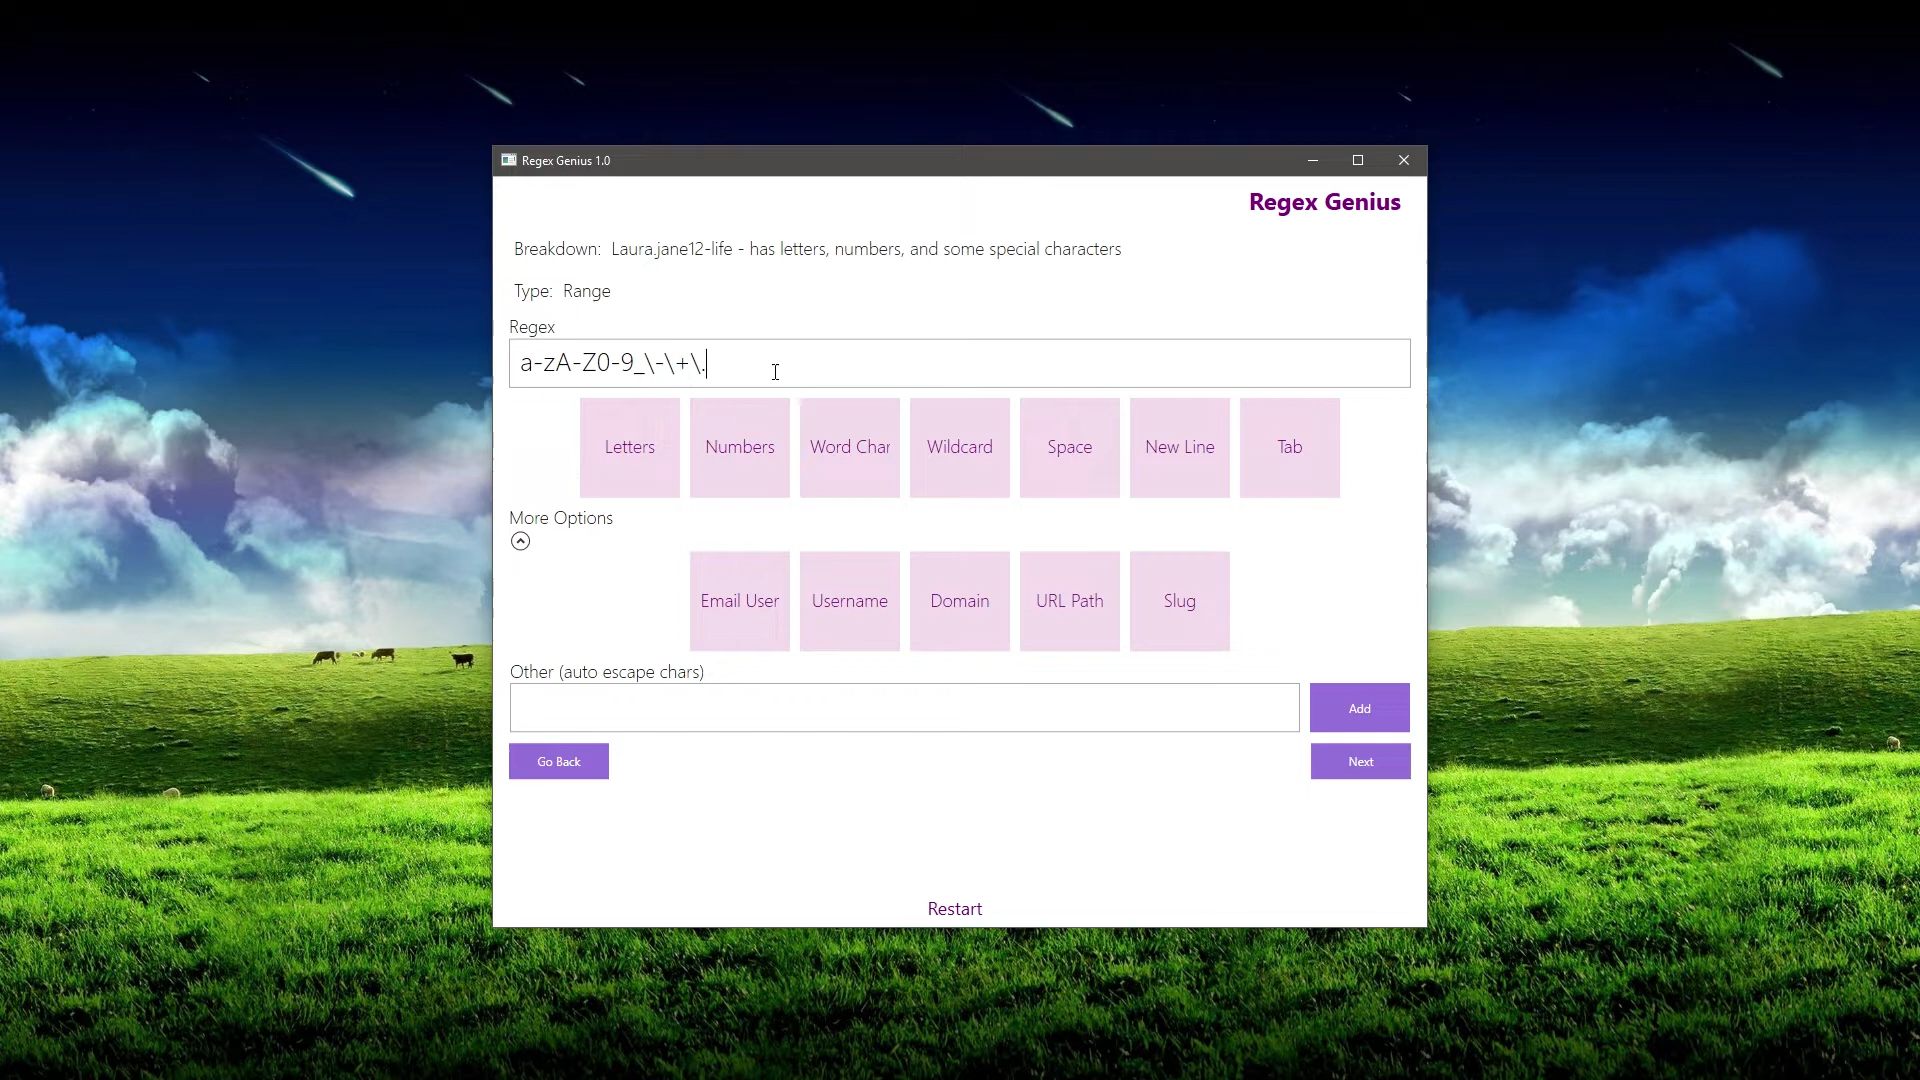 Regex Genius 1.0
Regex Genius
Breakdown: Laura.jane12-life - has letters, numbers, and some special characters
Type: Range
Regex
a-zA-Z0-9_\-\+\.
Letters Numbers Word Char Wildcard Space New Line Tab
More Options
Email User Username Domain URL Path Slug
Other (auto escape chars)
Add
Go Back Next
Restart